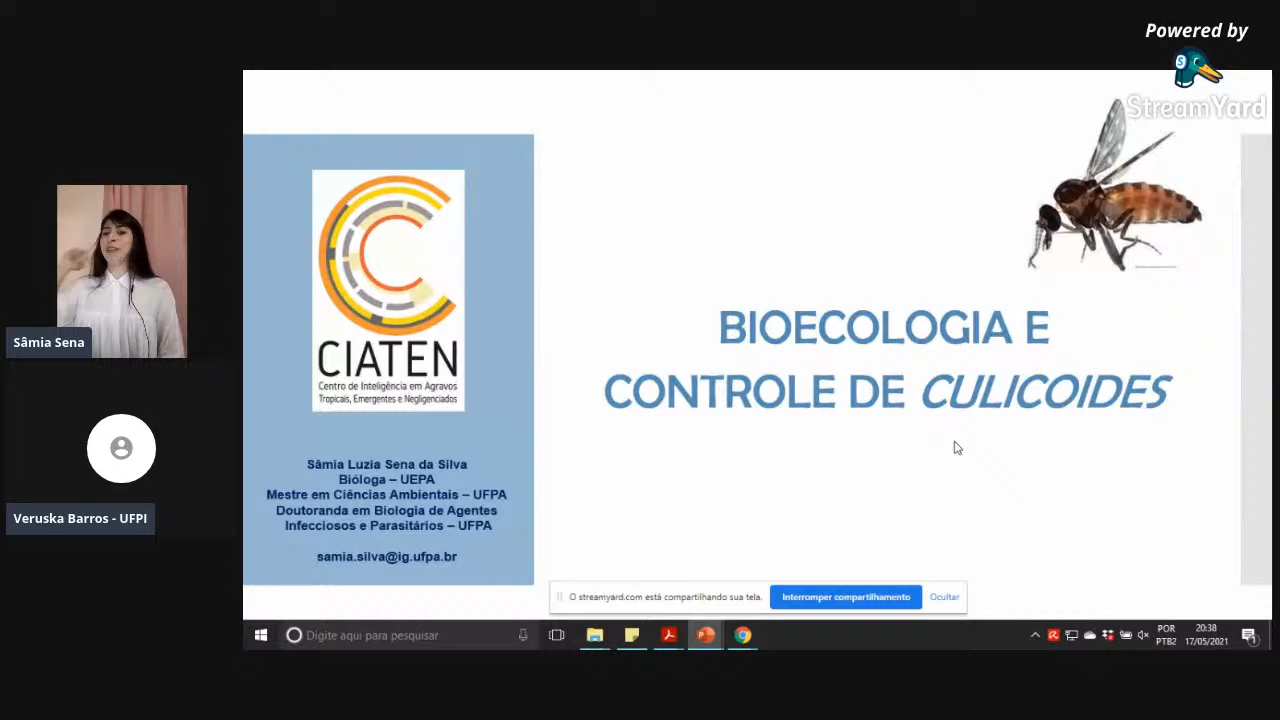 Powered by
StreamYard
CIATEN
Centro de Inteligência em Agravos
Tropicais, Emergentes e Negligenciados
BIOECOLOGIA E
CONTROLE DE CULICOIDES
Sâmia Sena
Veruska Barros - UFPI
Sâmia Luzia Sena da Silva
Bióloga – UEPA
Mestre em Ciências Ambientais – UFPA
Doutoranda em Biologia de Agentes
Infecciosos e Parasitários – UFPA
samia.silva@ig.ufpa.br
O streamyard.com está compartilhando sua tela.
Interromper compartilhamento
Ocultar
Digite aqui para pesquisar
POR
PTB2
20:38
17/05/2021
1